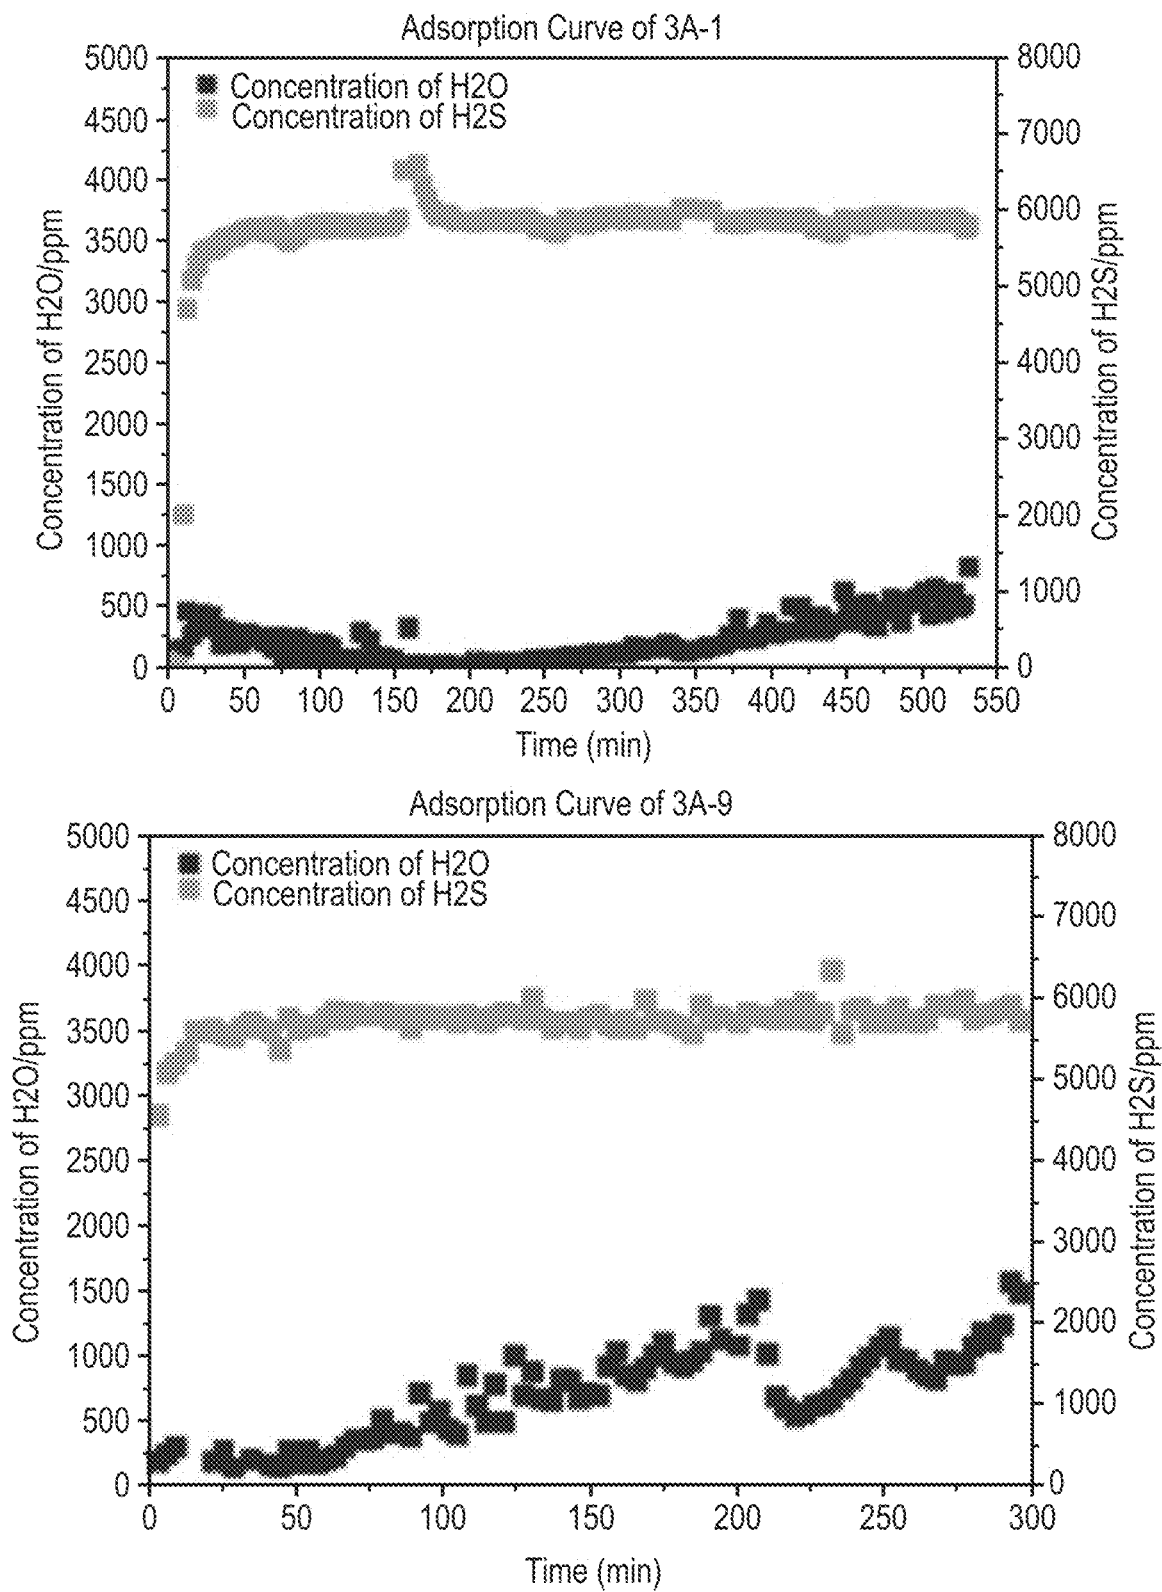 Adsorption Curve of 3A-1
Concentration of H2O
Concentration of H2S
5000
4500
4000
3500
3000
2500
2000
1500
1000
500
0
Concentration of H2O/ppm
8000
7000
6000
5000
4000
3000
2000
1000
0
Concentration of H2S/ppm
0 50 100 150 200 250 300 350 400 450 500 550
Time (min)
Adsorption Curve of 3A-9
Concentration of H2O
Concentration of H2S
5000
4500
4000
3500
3000
2500
2000
1500
1000
500
0
Concentration of H2O/ppm
8000
7000
6000
5000
4000
3000
2000
1000
0
Concentration of H2S/ppm
0 50 100 150 200 250 300
Time (min)